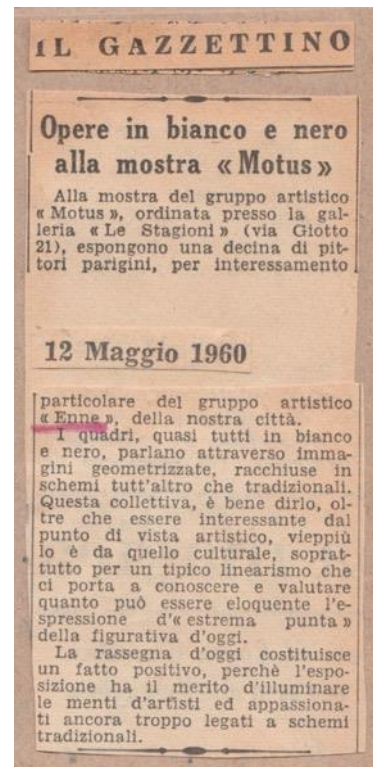 IL GAZZETTINO
Opere in bianco e nero
alla mostra « Motus »
Alla mostra del gruppo artistico
« Motus », ordinata presso la gal-
leria « Le Stagioni » (via Giotto
21), espongono una decina di pit-
tori parigini, per interessamento
12 Maggio 1960
particolare del gruppo artistico
« Enne », della nostra città.
I quadri, quasi tutti in bianco
e nero, parlano attraverso imma-
gini geometrizzate, racchiuse in
schemi tutt'altro che tradizionali.
Questa collettiva, è bene dirlo, ol-
tre che essere interessante dal
punto di vista artistico, vieppiù
lo è da quello culturale, soprat-
tutto per un tipico linearismo che
ci porta a conoscere e valutare
quanto può essere eloquente l'e-
spressione d'« estrema punta »
della figurativa d'oggi.
La rassegna d'oggi costituisce
un fatto positivo, perchè l'espo-
sizione ha il merito d'illuminare
le menti d'artisti ed appassiona-
ti ancora troppo legati a schemi
tradizionali.